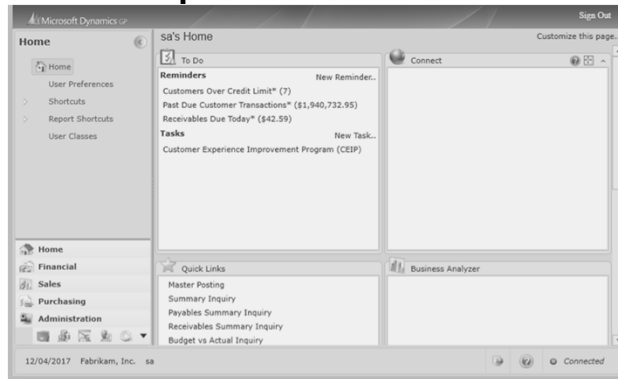 Microsoft Dynamics GP
Sign Out
Home
sa's Home
Customize this page..
Home
User Preferences
Shortcuts
Report Shortcuts
User Classes
To Do
Reminders
New Reminder..
Customers Over Credit Limit* (7)
Past Due Customer Transactions* ($1,940,732.95)
Receivables Due Today* ($42.59)
Tasks
New Task..
Customer Experience Improvement Program (CEIP)
Connect
Home
Financial
Sales
Purchasing
Administration
Quick Links
Master Posting
Summary Inquiry
Payables Summary Inquiry
Receivables Summary Inquiry
Budget vs Actual Inquiry
Business Analyzer
12/04/2017 Fabrikam, Inc. sa
Connected